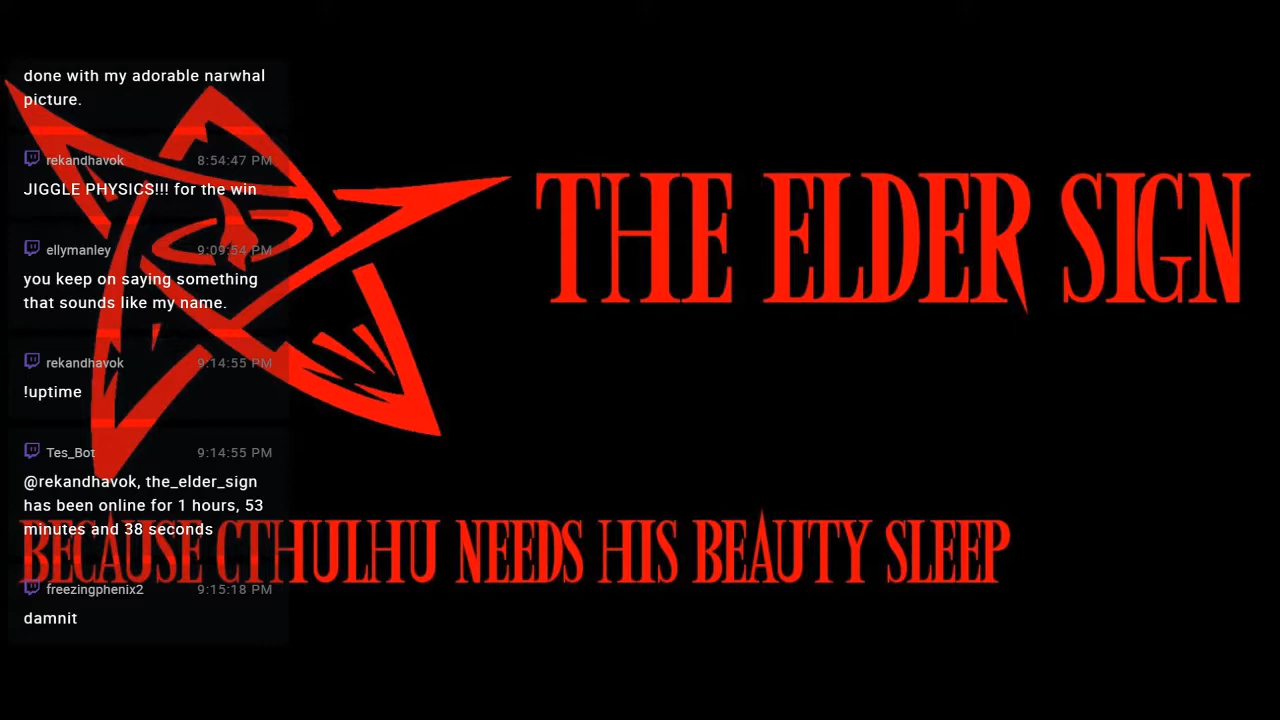 done with my adorable narwhal
picture.
rekandhavok 8:54:47 PM
JIGGLE PHYSICS!!! for the win
ellymanley 9:09:54 PM
you keep on saying something
that sounds like my name.
rekandhavok 9:14:55 PM
!uptime
Tes_Bot 9:14:55 PM
@rekandhavok, the_elder_sign
has been online for 1 hours, 53
minutes and 38 seconds
freezingphenix2 9:15:18 PM
damnit
THE ELDER SIGN
BECAUSE CTHULHU NEEDS HIS BEAUTY SLEEP